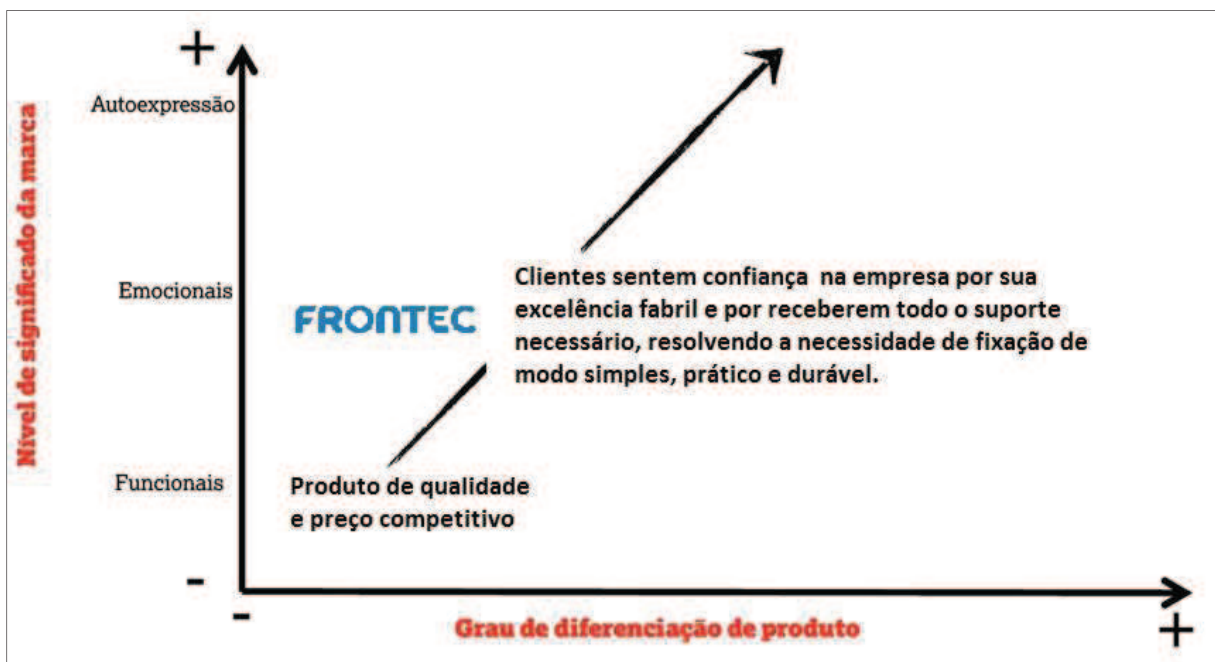 +
Autoexpressão
Nível de significado da marca
Emocionais
FRONTEC
Clientes sentem confiança na empresa por sua
excelência fabril e por receberem todo o suporte
necessário, resolvendo a necessidade de fixação de
modo simples, prático e durável.
Funcionais
Produto de qualidade
e preço competitivo
-
-
Grau de diferenciação de produto
+